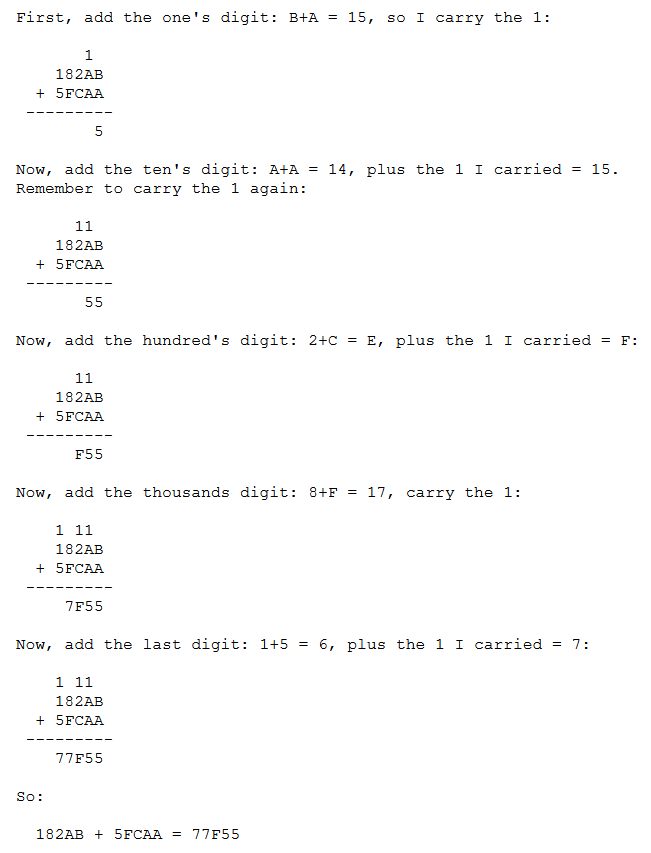 First, add the one's digit: B+A = 15, so I carry the 1:
      1
   182AB
 + 5FCAA
---------
       5
Now, add the ten's digit: A+A = 14, plus the 1 I carried = 15.
Remember to carry the 1 again:
     11
   182AB
 + 5FCAA
---------
      55
Now, add the hundred's digit: 2+C = E, plus the 1 I carried = F:
     11
   182AB
 + 5FCAA
---------
     F55
Now, add the thousands digit: 8+F = 17, carry the 1:
   1 11
   182AB
 + 5FCAA
---------
    7F55
Now, add the last digit: 1+5 = 6, plus the 1 I carried = 7:
   1 11
   182AB
 + 5FCAA
---------
   77F55
So:
  182AB + 5FCAA = 77F55